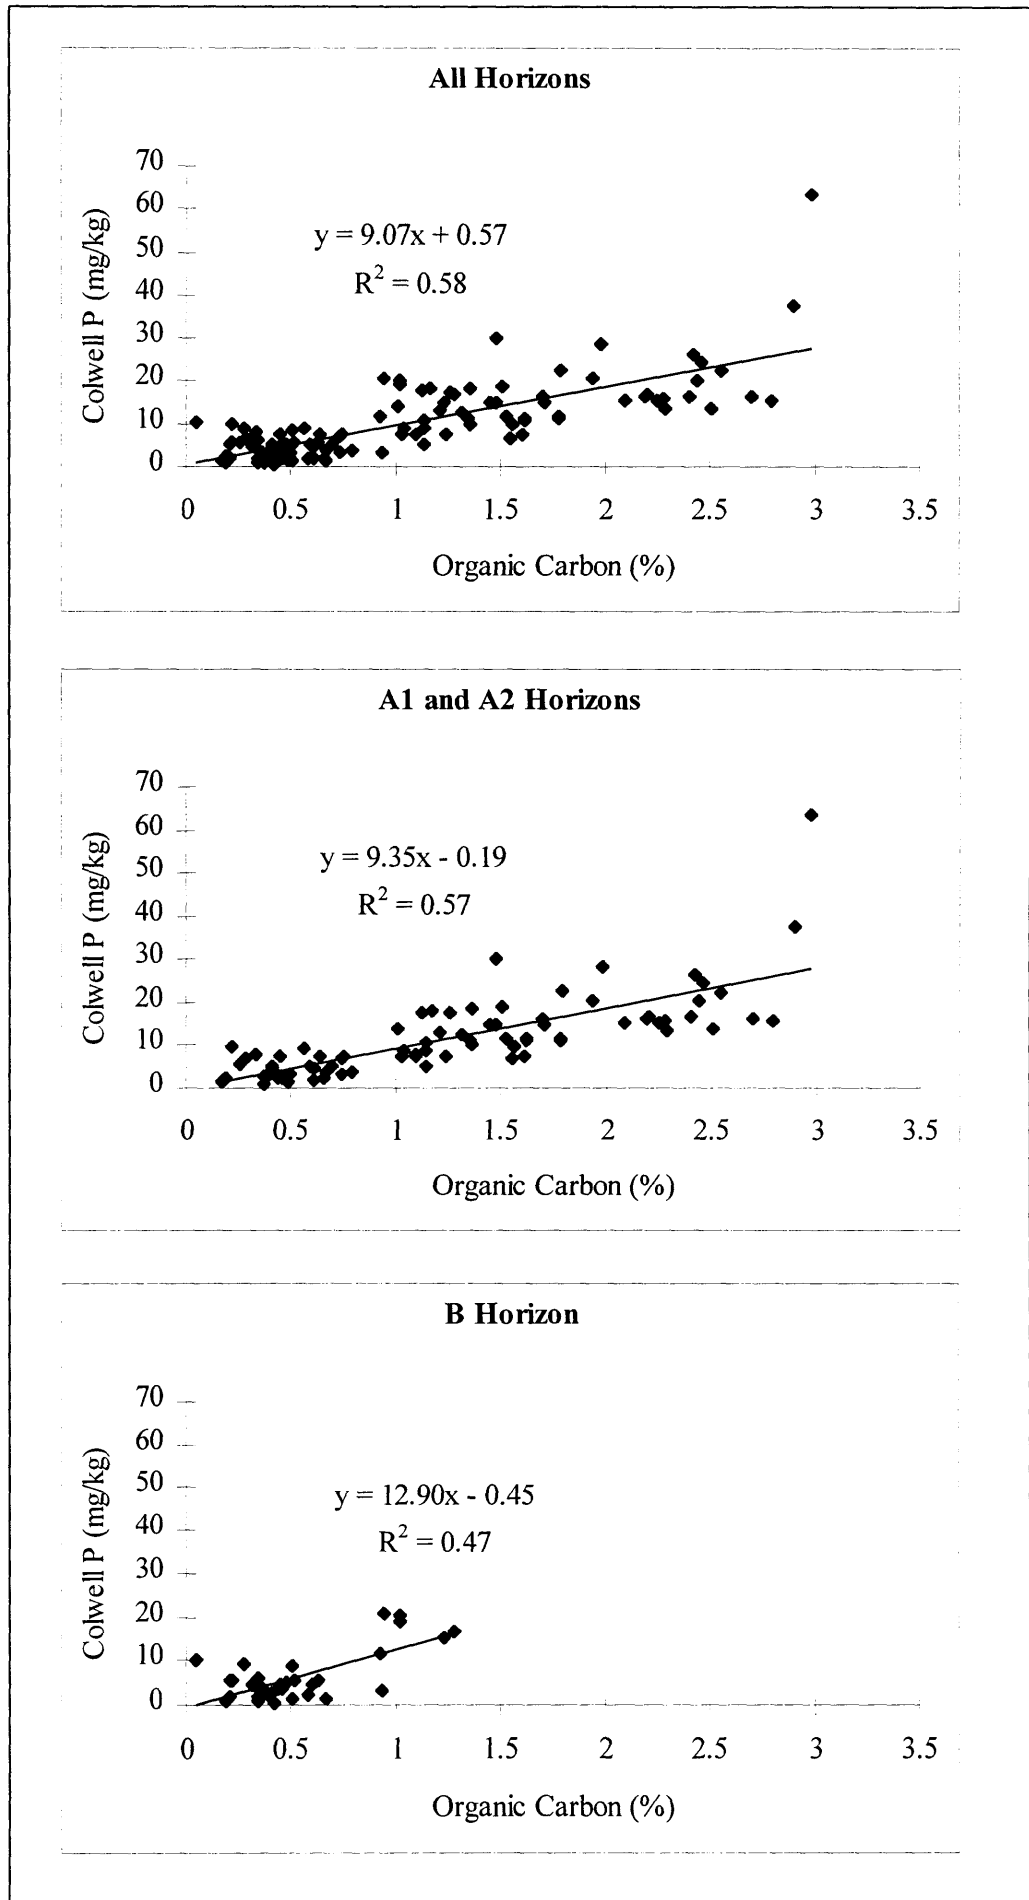 All Horizons
70
60
50
40
30
20
10
0
Colwell P (mg/kg)
y = 9.07x + 0.57
R² = 0.58
0 0.5 1 1.5 2 2.5 3 3.5
Organic Carbon (%)
A1 and A2 Horizons
70
60
50
40
30
20
10
0
Colwell P (mg/kg)
y = 9.35x - 0.19
R² = 0.57
0 0.5 1 1.5 2 2.5 3 3.5
Organic Carbon (%)
B Horizon
70
60
50
40
30
20
10
0
Colwell P (mg/kg)
y = 12.90x - 0.45
R² = 0.47
0 0.5 1 1.5 2 2.5 3 3.5
Organic Carbon (%)